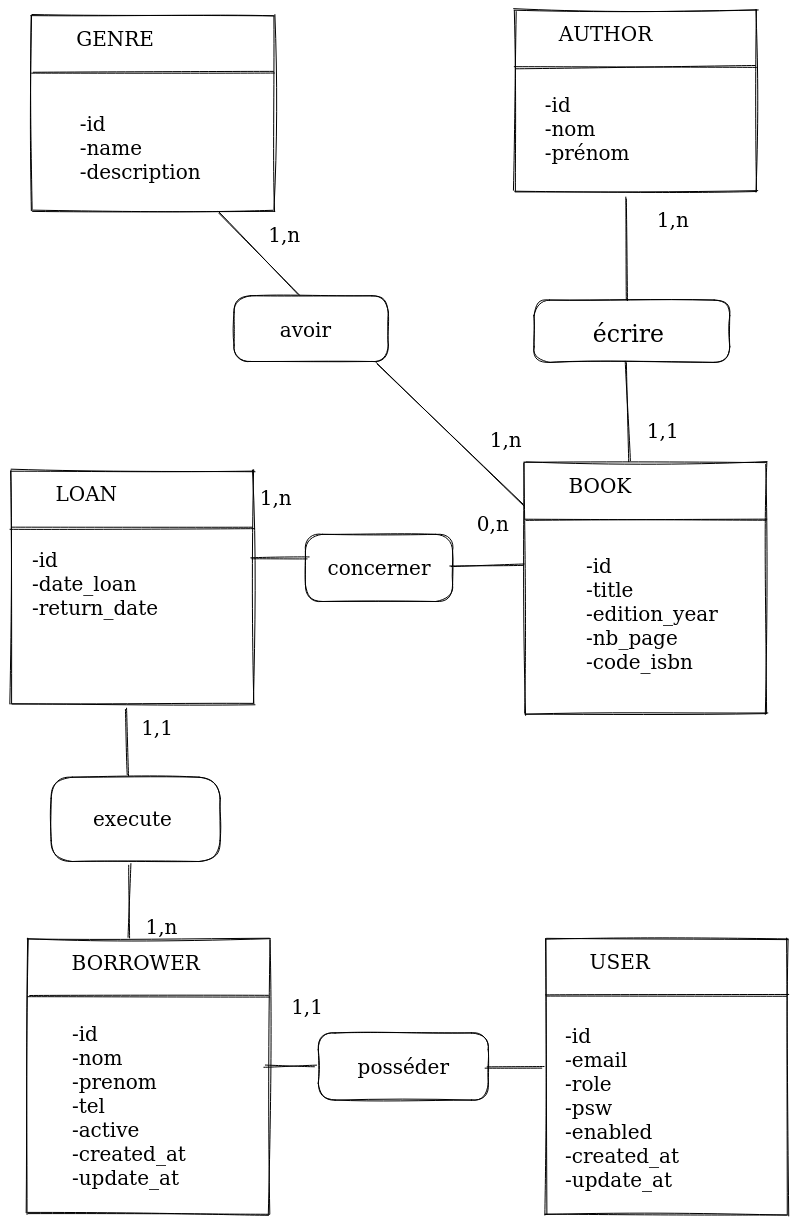 GENRE
-id
-name
-description
AUTHOR
-id
-nom
-prénom
1,n
1,n
avoir
écrire
1,n
1,1
LOAN
-id
-date_loan
-return_date
1,n
concerner
0,n
BOOK
-id
-title
-edition_year
-nb_page
-code_isbn
1,1
execute
1,n
BORROWER
-id
-nom
-prenom
-tel
-active
-created_at
-update_at
1,1
posséder
USER
-id
-email
-role
-psw
-enabled
-created_at
-update_at